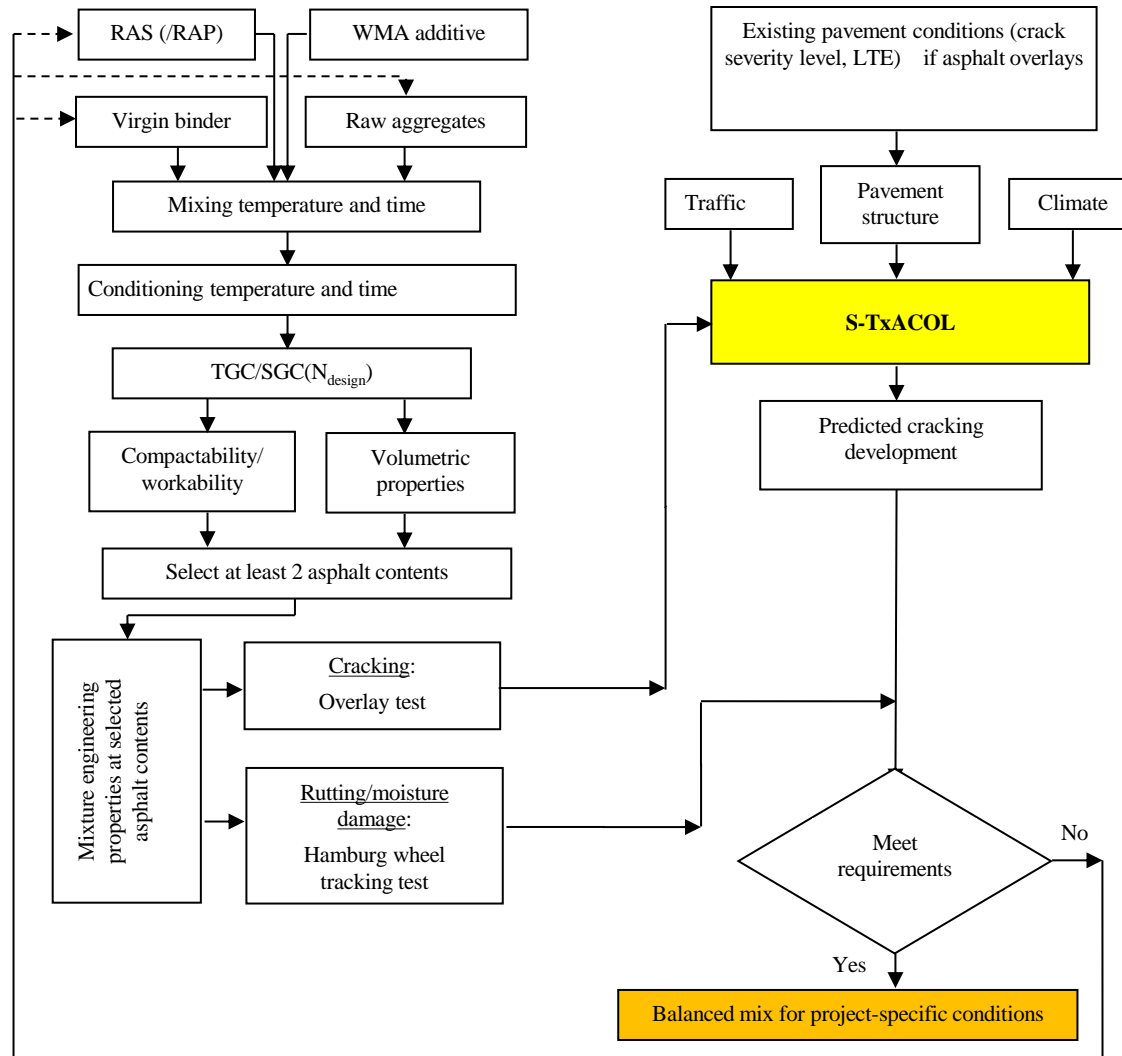 RAS (/RAP)
WMA additive
Virgin binder
Raw aggregates
Mixing temperature and time
Conditioning temperature and time
TGC/SGC(Ndesign)
Compactability/
workability
Volumetric
properties
Select at least 2 asphalt contents
Mixture engineering
properties at selected
asphalt contents
Cracking:
Overlay test
Rutting/moisture
damage:
Hamburg wheel
tracking test
Existing pavement conditions (crack
severity level, LTE) if asphalt overlays
Traffic
Pavement
structure
Climate
S-TxACOL
Predicted cracking
development
Meet
requirements
No
Yes
Balanced mix for project-specific conditions